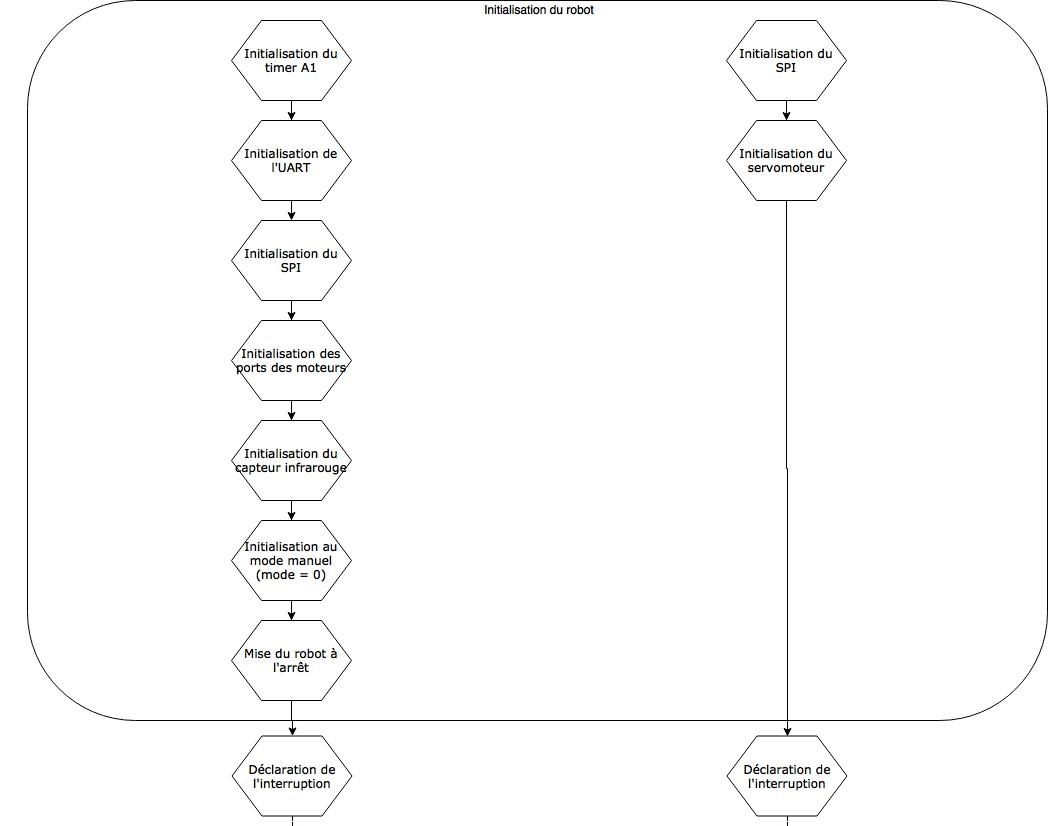 Initialisation du robot
Initialisation du
timer A1
Initialisation de
l'UART
Initialisation du
SPI
Initialisation des
ports des moteurs
Initialisation du
capteur infrarouge
Initialisation au
mode manuel
(mode = 0)
Mise du robot à
l'arrêt
Déclaration de
l'interruption
Initialisation du
SPI
Initialisation du
servomoteur
Déclaration de
l'interruption